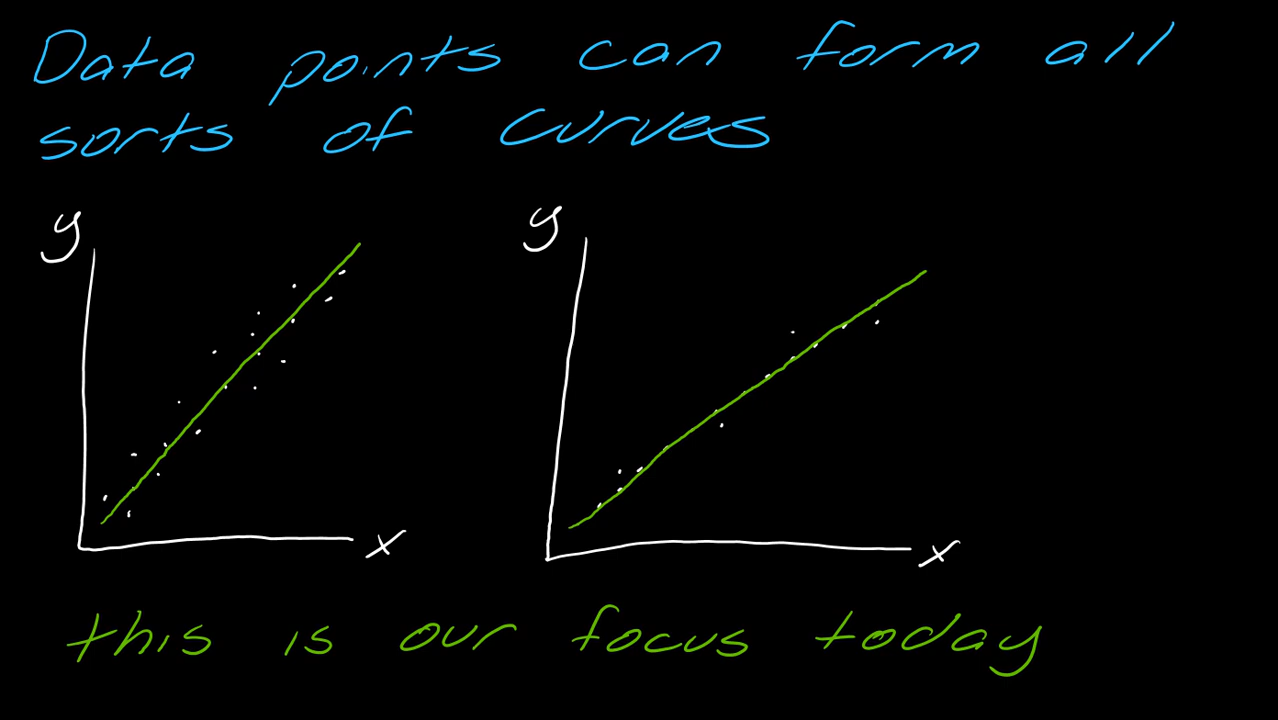 Data points can form all
sorts of curves
y
y
x
x
this is our focus today